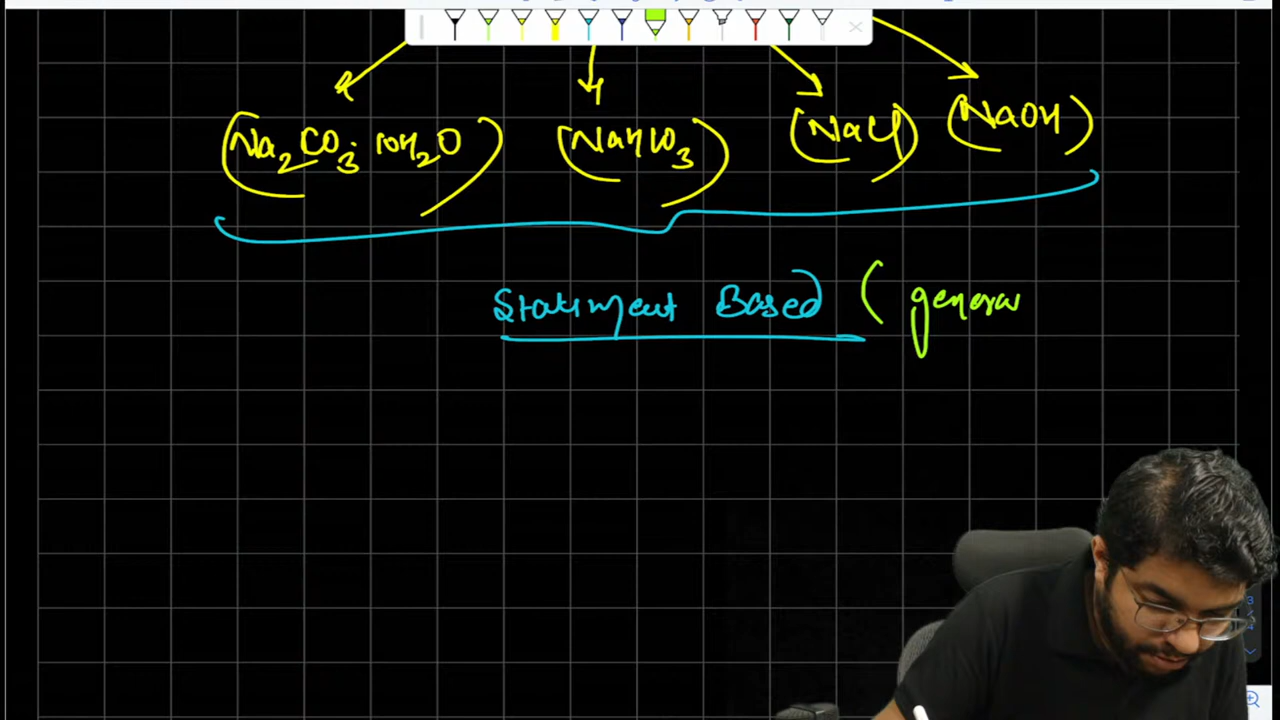 (Na2CO3·10H2O) (NaHCO3) (NaCl) (NaOH)
Statement Based ( general